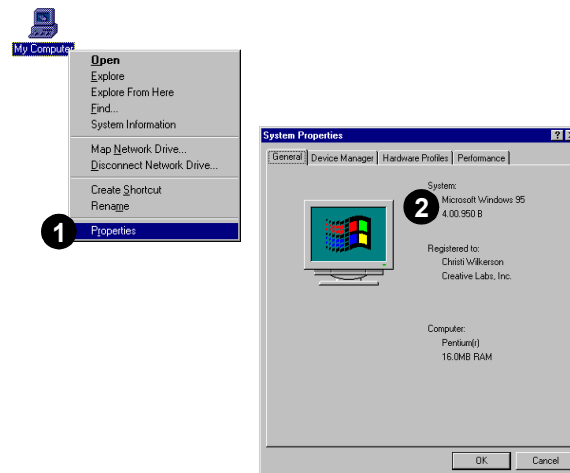 My Computer
Open
Explore
Explore From Here
Find...
System Information
Map Network Drive...
Disconnect Network Drive...
Create Shortcut
Rename
1
Properties
System Properties
?
General
Device Manager
Hardware Profiles
Performance
System:
2
Microsoft Windows 95
4.00.950 B
Registered to:
Christi Wilkerson
Creative Labs, Inc.
Computer:
Pentium(r)
16.0MB RAM
OK
Cancel